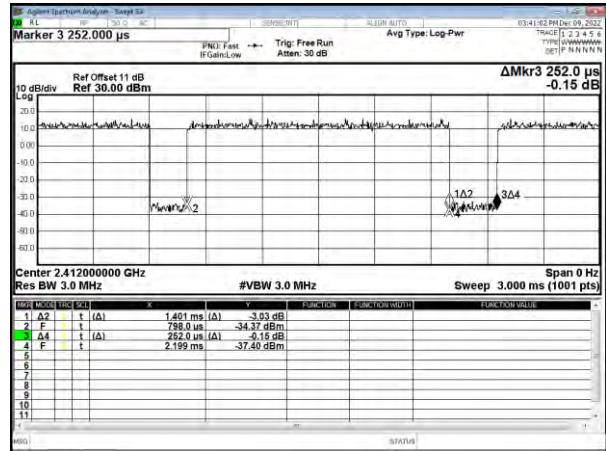 Agilent Spectrum Analyzer - Swept SA
RL RF 50 Ω AC SENSE:INT ALIGN AUTO 03:41:02 PM Dec 09, 2022
Marker 3 252.000 μs
PNO: Fast Trig: Free Run Avg Type: Log-Pwr TRACE 1 2 3 4 5 6
IFGain:Low Atten: 30 dB TYPE WWWWWW
DET P N N N N N
Ref Offset 11 dB ΔMkr3 252.0 μs
10 dB/div Ref 30.00 dBm -0.15 dB
Log
20.0
10.0
0.00
-10.0
-20.0
-30.0
-40.0
-50.0
-60.0
2
1Δ2
3Δ4
4
Center 2.412000000 GHz Span 0 Hz
Res BW 3.0 MHz #VBW 3.0 MHz Sweep 3.000 ms (1001 pts)
MKR MODE TRC SCL X Y FUNCTION FUNCTION WIDTH FUNCTION VALUE
1 Δ2 t (Δ) 1.401 ms (Δ) -3.03 dB
2 F t 798.0 us -34.37 dBm
3 Δ4 t (Δ) 252.0 us (Δ) -0.15 dB
4 F t 2.199 ms -37.40 dBm
5
6
7
8
9
10
11
MSG STATUS